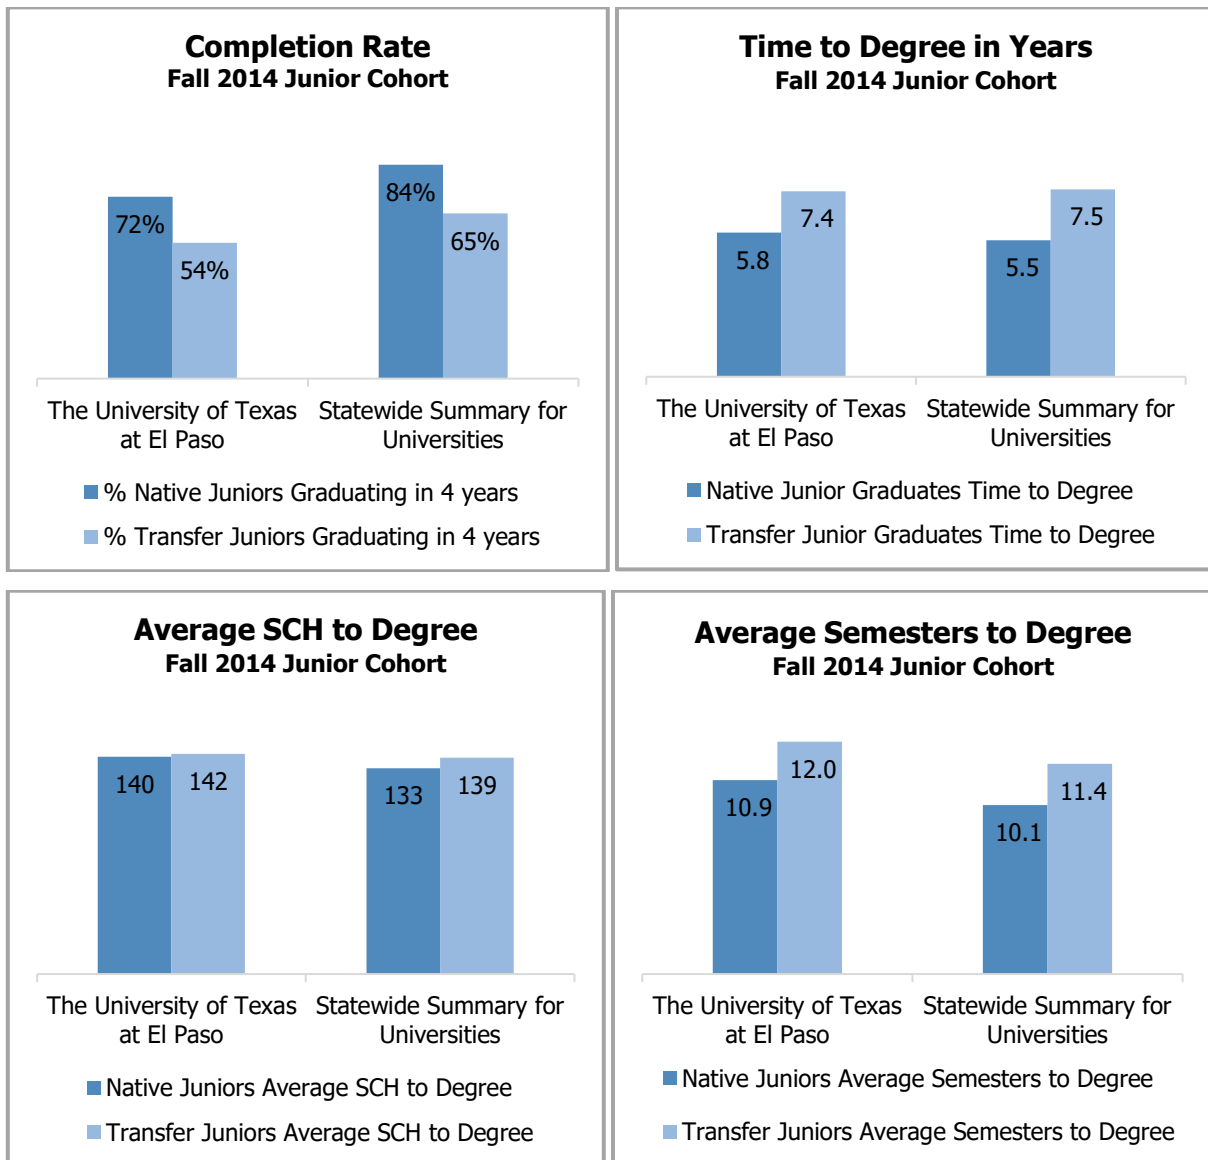 Completion Rate
Fall 2014 Junior Cohort
72%
54%
84%
65%
The University of Texas
at El Paso
Statewide Summary for
Universities
% Native Juniors Graduating in 4 years
% Transfer Juniors Graduating in 4 years
Time to Degree in Years
Fall 2014 Junior Cohort
5.8
7.4
5.5
7.5
The University of Texas
at El Paso
Statewide Summary for
Universities
Native Junior Graduates Time to Degree
Transfer Junior Graduates Time to Degree
Average SCH to Degree
Fall 2014 Junior Cohort
140
142
133
139
The University of Texas
at El Paso
Statewide Summary for
Universities
Native Juniors Average SCH to Degree
Transfer Juniors Average SCH to Degree
Average Semesters to Degree
Fall 2014 Junior Cohort
10.9
12.0
10.1
11.4
The University of Texas
at El Paso
Statewide Summary for
Universities
Native Juniors Average Semesters to Degree
Transfer Juniors Average Semesters to Degree